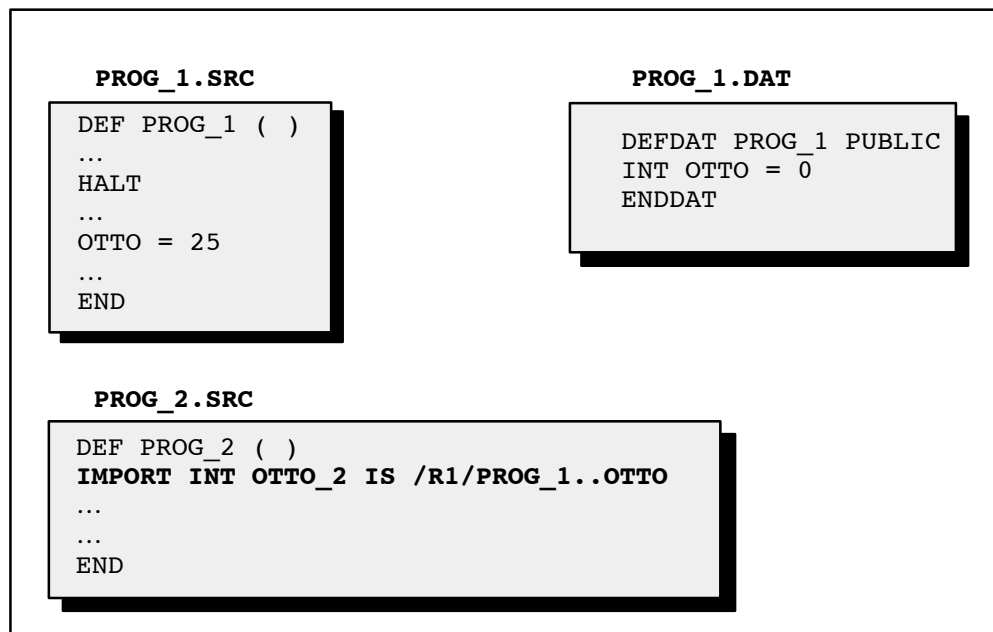 PROG_1.SRC
DEF PROG_1 ( )
...
HALT
...
OTTO = 25
...
END
PROG_1.DAT
DEFDAT PROG_1 PUBLIC
INT OTTO = 0
ENDDAT
PROG_2.SRC
DEF PROG_2 ( )
IMPORT INT OTTO_2 IS /R1/PROG_1..OTTO
...
...
END